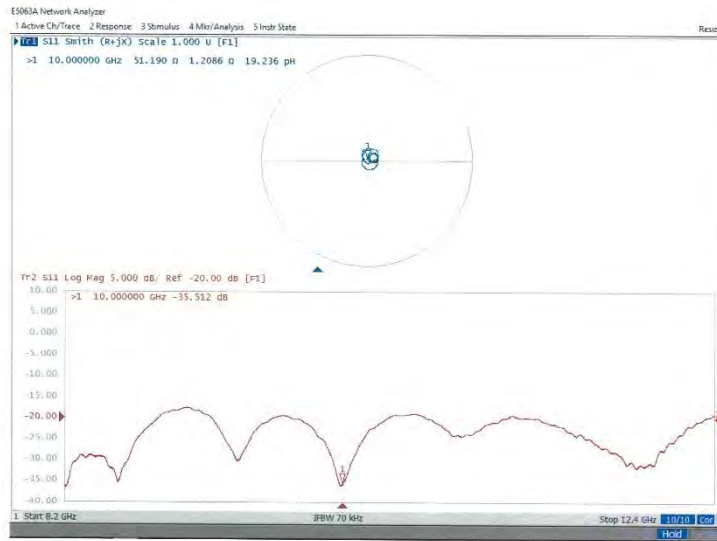 E5063A Network Analyzer
1 Active Ch/Trace 2 Response 3 Stimulus 4 Mkr/Analysis 5 Instr State
Tr1 S11 Smith (R+jX) Scale 1.000 U [F1]
>1 10.000000 GHz 51.190 Ω 1.2086 Ω 19.236 pH
1
Tr2 S11 Log Mag 5.000 dB/ Ref -20.00 dB [F1]
10.00
>1 10.000000 GHz -35.512 dB
5.000
0.000
-5.000
-10.00
-15.00
-20.00
-25.00
-30.00
-35.00
1
-40.00
1 Start 8.2 GHz IFBW 70 kHz Stop 12.4 GHz 10/10 Cor
Hold